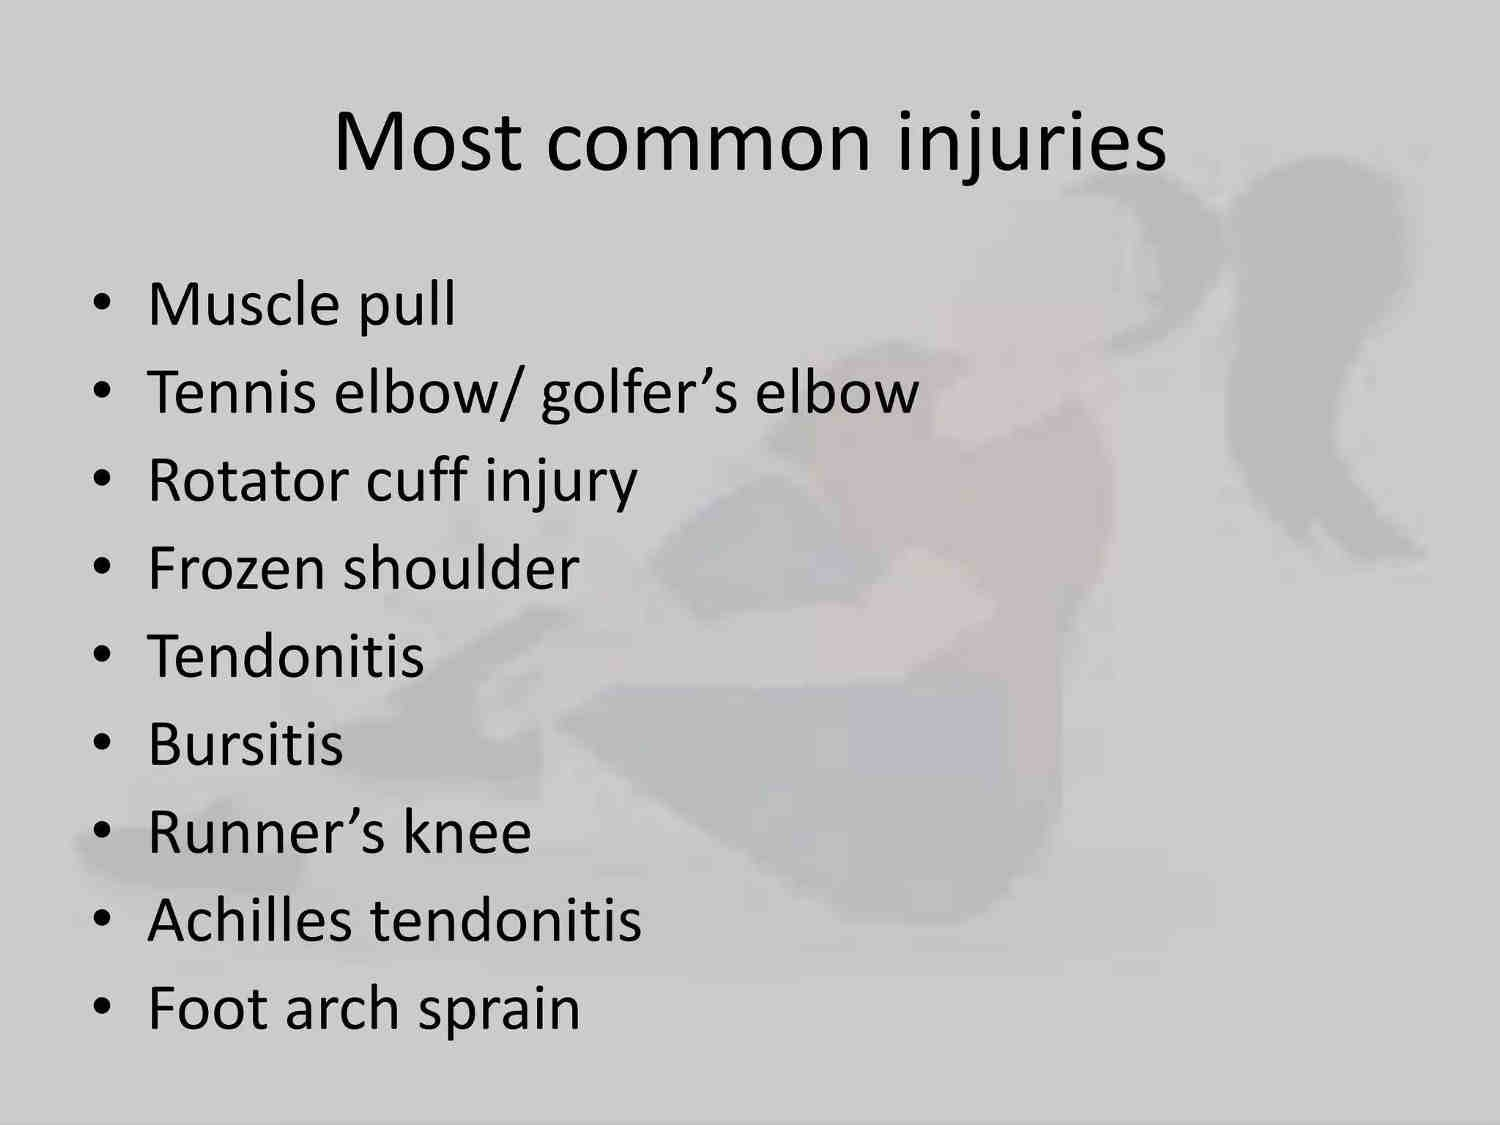 Most common injuries
• Muscle pull
• Tennis elbow/ golfer’s elbow
• Rotator cuff injury
• Frozen shoulder
• Tendonitis
• Bursitis
• Runner’s knee
• Achilles tendonitis
• Foot arch sprain